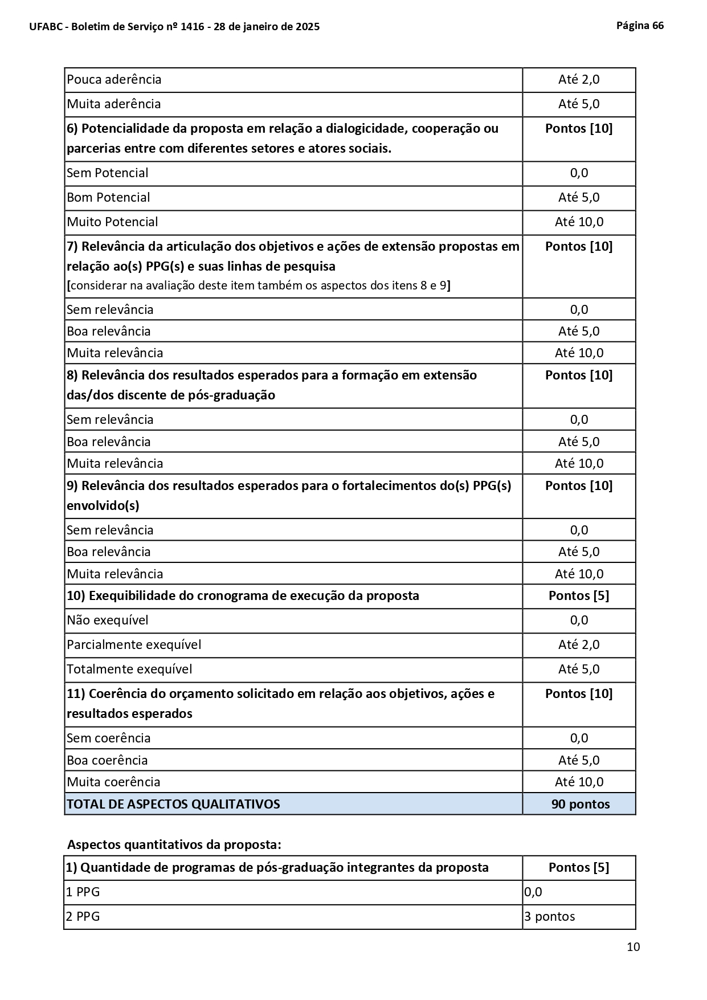 UFABC - Boletim de Serviço nº 1416 - 28 de janeiro de 2025 Página 66
Pouca aderência Até 2,0
Muita aderência Até 5,0
6) Potencialidade da proposta em relação a dialogicidade, cooperação ou Pontos [10]
parcerias entre com diferentes setores e atores sociais.
Sem Potencial 0,0
Bom Potencial Até 5,0
Muito Potencial Até 10,0
7) Relevância da articulação dos objetivos e ações de extensão propostas em Pontos [10]
relação ao(s) PPG(s) e suas linhas de pesquisa
[considerar na avaliação deste item também os aspectos dos itens 8 e 9]
Sem relevância 0,0
Boa relevância Até 5,0
Muita relevância Até 10,0
8) Relevância dos resultados esperados para a formação em extensão Pontos [10]
das/dos discente de pós-graduação
Sem relevância 0,0
Boa relevância Até 5,0
Muita relevância Até 10,0
9) Relevância dos resultados esperados para o fortalecimentos do(s) PPG(s) Pontos [10]
envolvido(s)
Sem relevância 0,0
Boa relevância Até 5,0
Muita relevância Até 10,0
10) Exequibilidade do cronograma de execução da proposta Pontos [5]
Não exequível 0,0
Parcialmente exequível Até 2,0
Totalmente exequível Até 5,0
11) Coerência do orçamento solicitado em relação aos objetivos, ações e Pontos [10]
resultados esperados
Sem coerência 0,0
Boa coerência Até 5,0
Muita coerência Até 10,0
TOTAL DE ASPECTOS QUALITATIVOS 90 pontos
Aspectos quantitativos da proposta:
1) Quantidade de programas de pós-graduação integrantes da proposta Pontos [5]
1 PPG 0,0
2 PPG 3 pontos
10